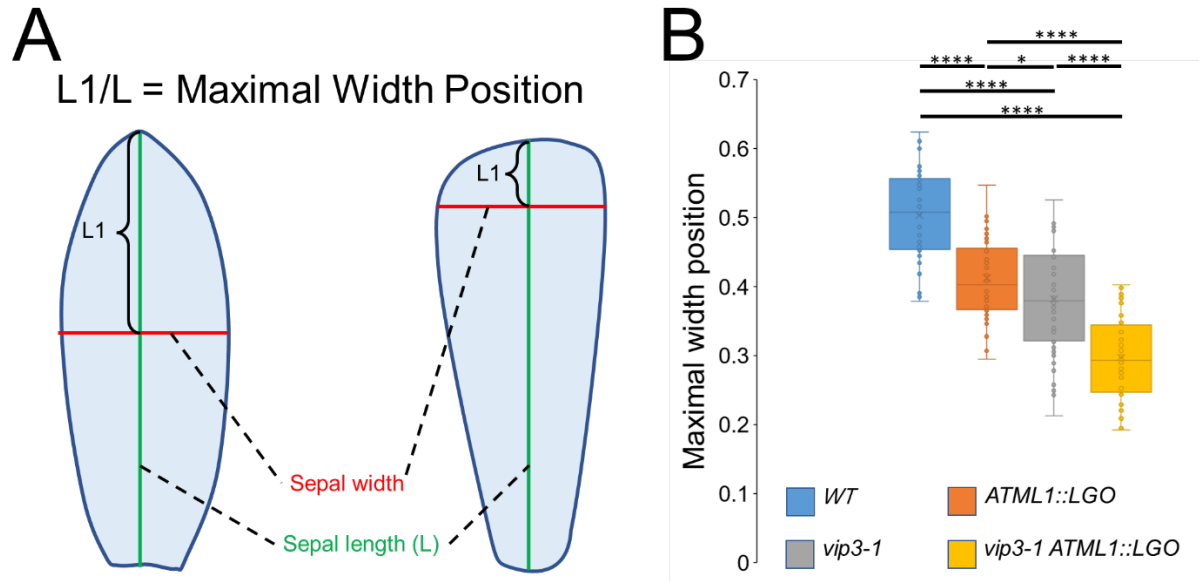 A
L1/L = Maximal Width Position
L1
L1
Sepal width
Sepal length (L)
B
****
**** * ****
****
****
Maximal width position
0.7
0.6
0.5
0.4
0.3
0.2
0.1
0
WT
ATML1::LGO
vip3-1
vip3-1 ATML1::LGO